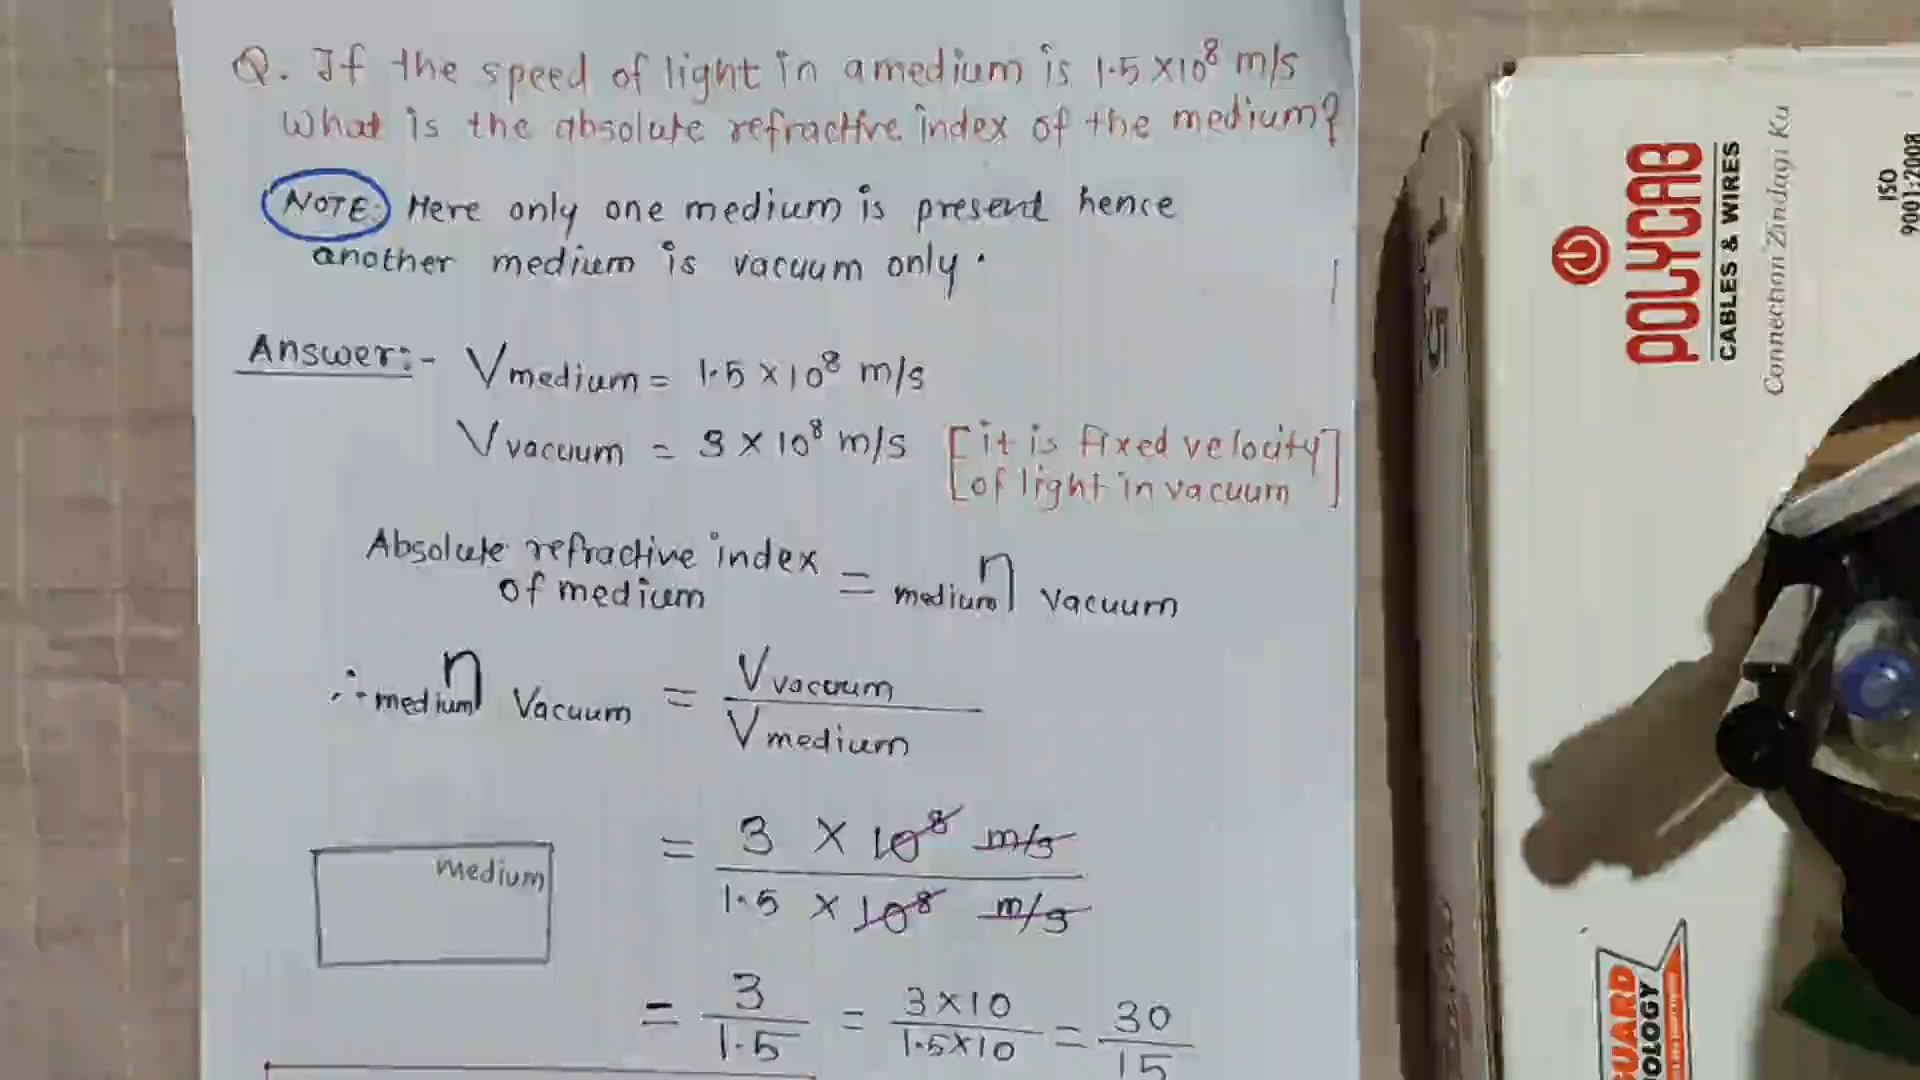 Q. If the speed of light in a medium is 1.5 ×10⁸ m/s
What is the absolute refractive index of the medium?
NOTE: Here only one medium is present hence
another medium is vacuum only.
Answer:- Vmedium = 1.5 × 10⁸ m/s
Vvacuum = 3 × 10⁸ m/s [it is fixed velocity
of light in vacuum]
Absolute refractive index
of medium = medium n vacuum
∴ medium n Vacuum = Vvacuum / Vmedium
= 3 × 10⁸ m/s / 1.5 × 10⁸ m/s
medium
= 3 / 1.5 = 3×10 / 1.5×10 = 30 / 15
POLYCAB
CABLES & WIRES
Connection Zindagi Ku
ISO
9001:2008
GUARD
OLOGY